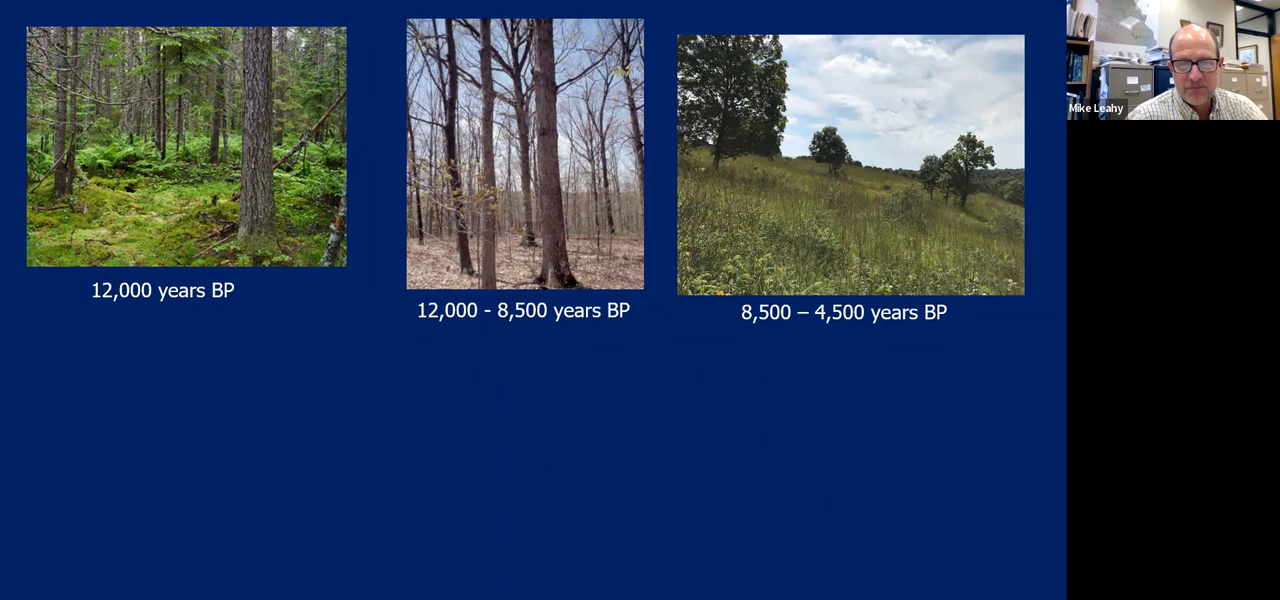 12,000 years BP
12,000 - 8,500 years BP
8,500 – 4,500 years BP
Mike Leahy